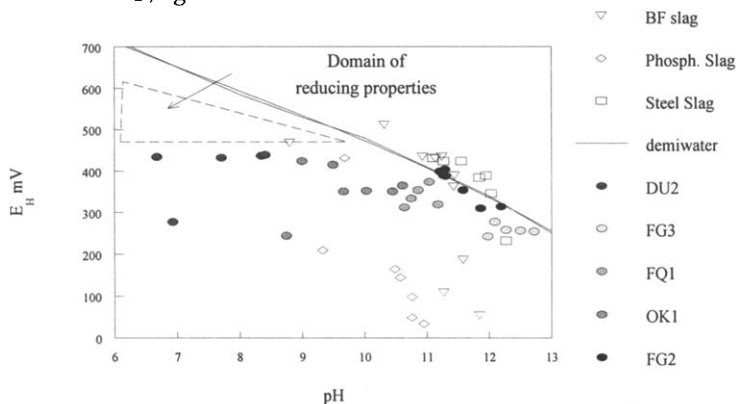 700
600
500
400
300
200
100
0
E_H mV
Domain of
reducing properties
6 7 8 9 10 11 12 13
pH
BF slag
Phosph. Slag
Steel Slag
demiwater
DU2
FG3
FQ1
OK1
FG2